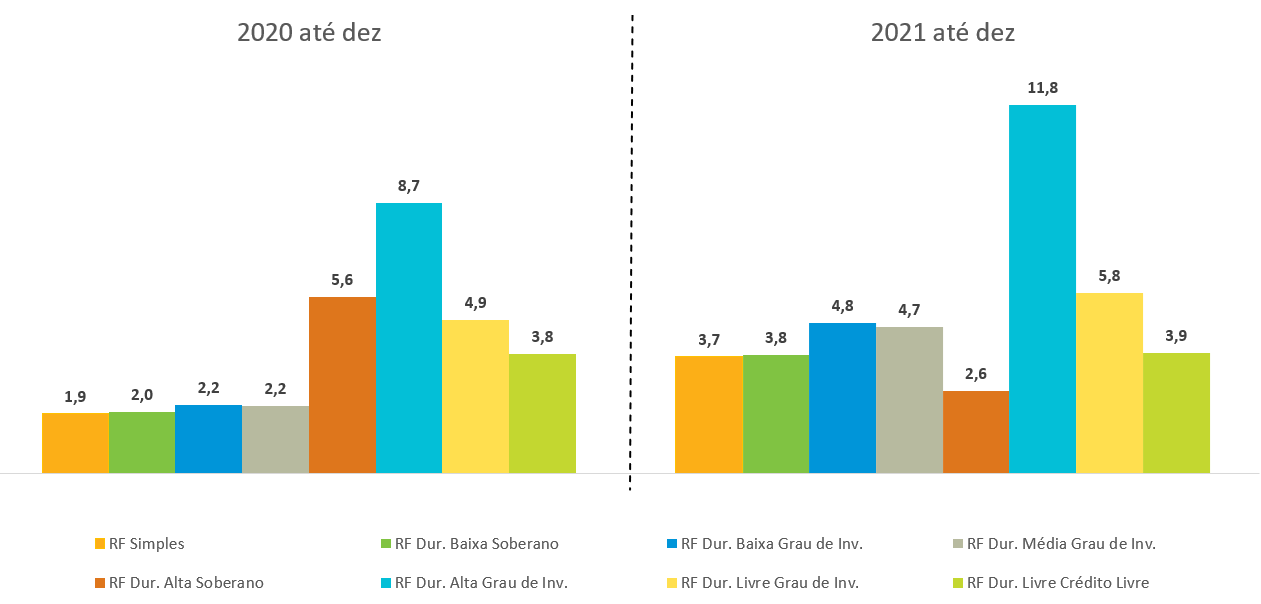 2020 até dez
2021 até dez
1,9
2,0
2,2
2,2
5,6
8,7
4,9
3,8
3,7
3,8
4,8
4,7
2,6
11,8
5,8
3,9
RF Simples
RF Dur. Baixa Soberano
RF Dur. Baixa Grau de Inv.
RF Dur. Média Grau de Inv.
RF Dur. Alta Soberano
RF Dur. Alta Grau de Inv.
RF Dur. Livre Grau de Inv.
RF Dur. Livre Crédito Livre